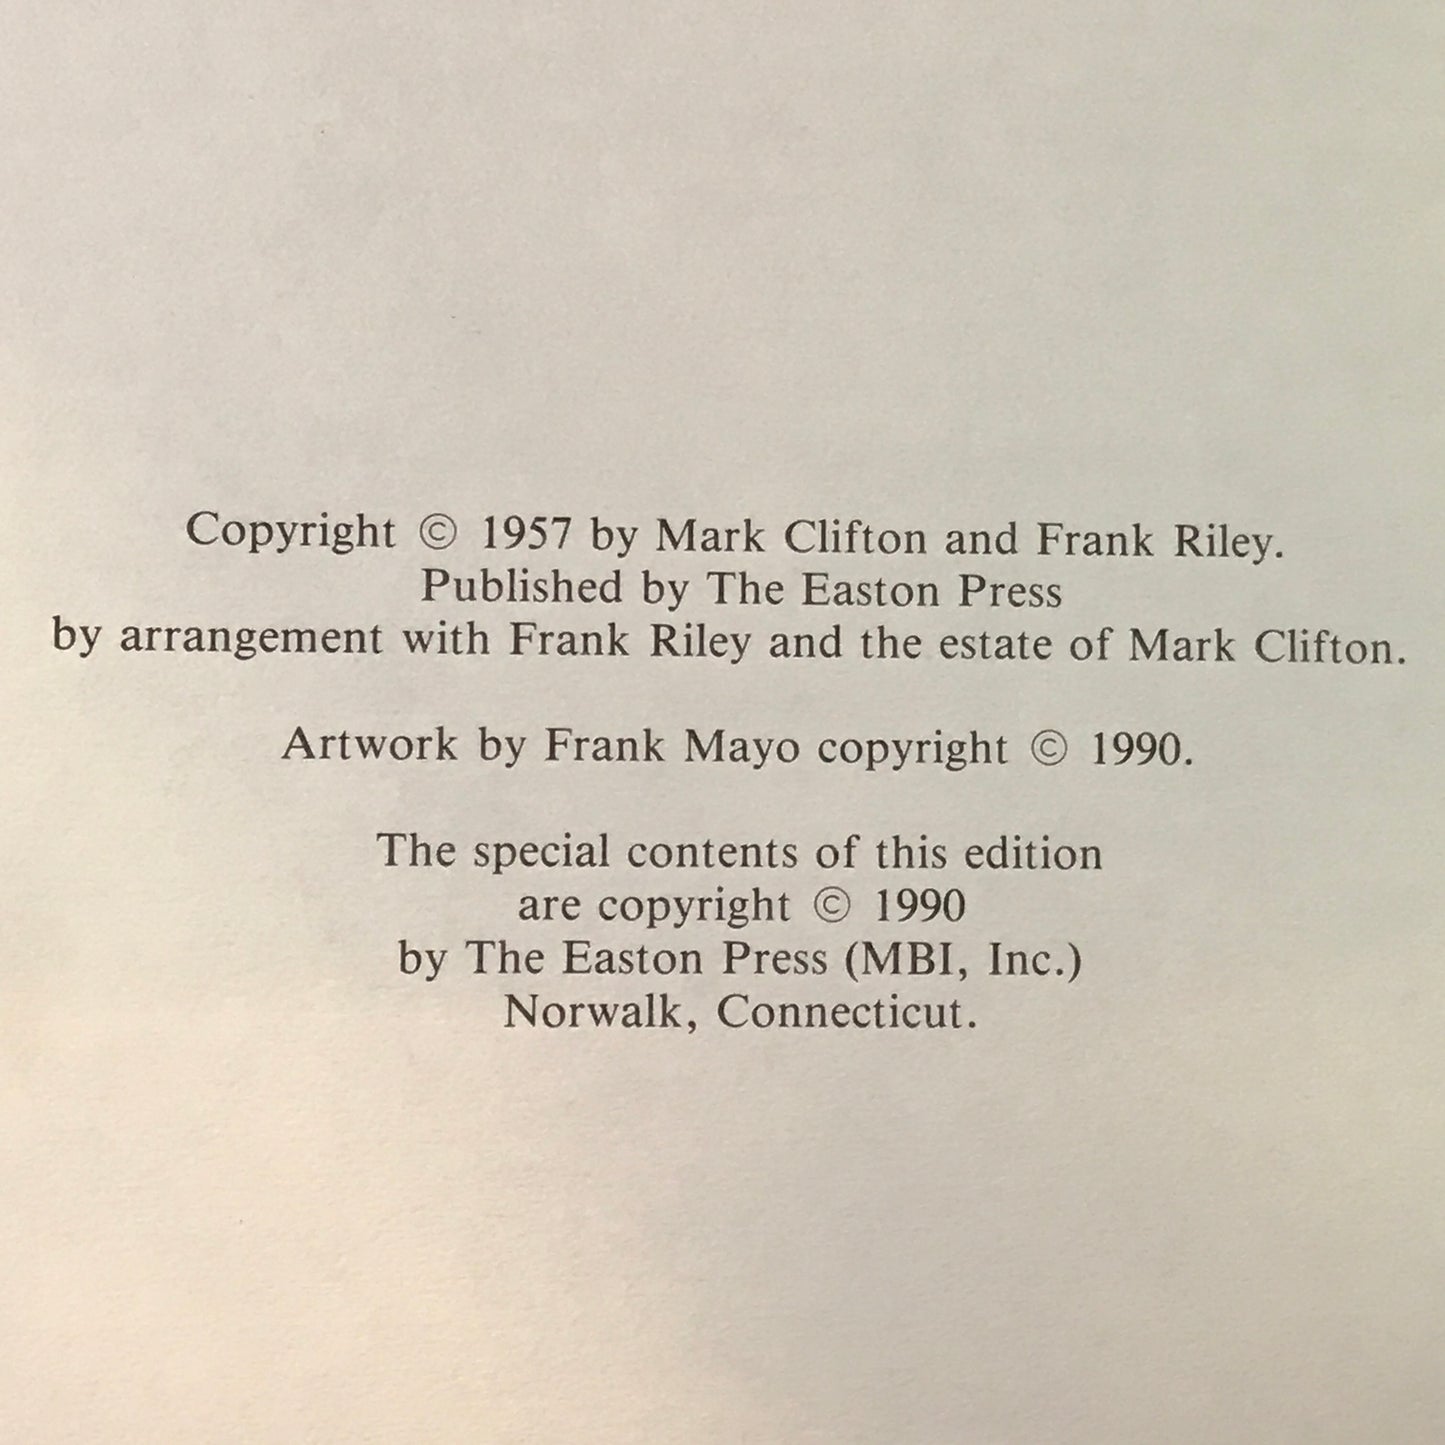 Copyright © 1957 by Mark Clifton and Frank Riley.
Published by The Easton Press
by arrangement with Frank Riley and the estate of Mark Clifton.
Artwork by Frank Mayo copyright © 1990.
The special contents of this edition
are copyright © 1990
by The Easton Press (MBI, Inc.)
Norwalk, Connecticut.